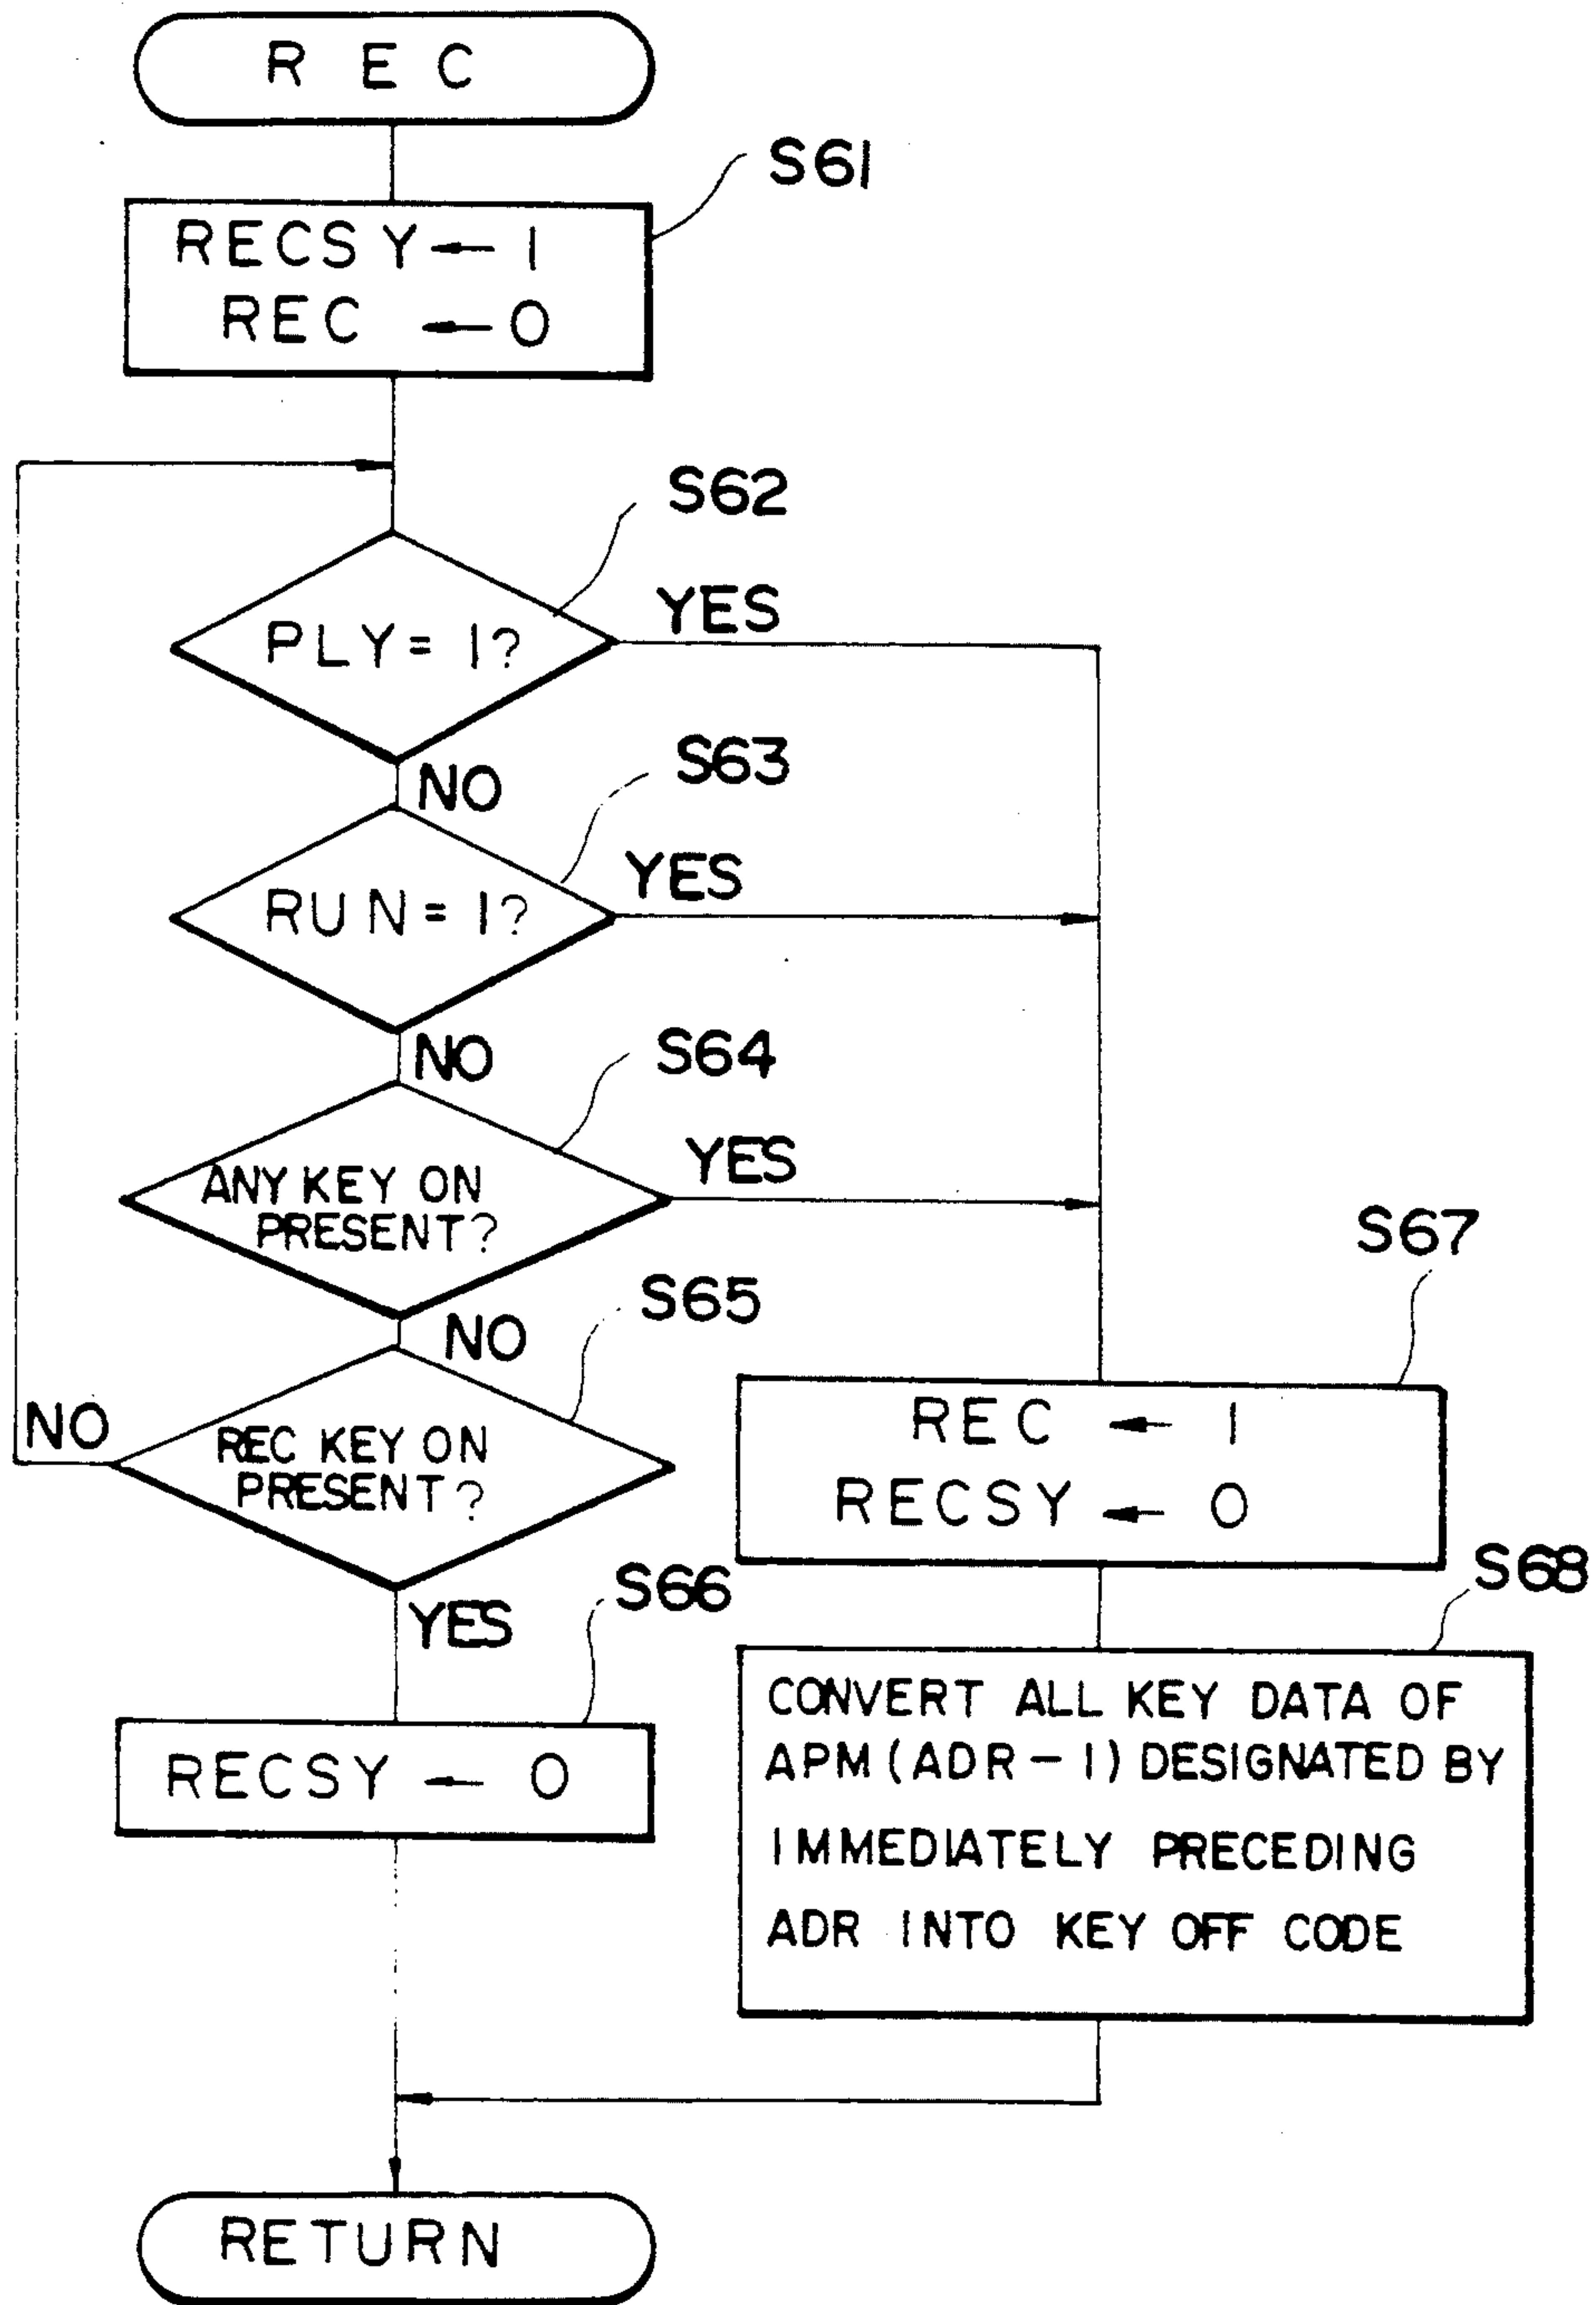 REC
S61
RECSY ← 1
REC ← 0
S62
PLY = 1?
YES
NO
S63
RUN = 1?
YES
NO
S64
ANY KEY ON
PRESENT?
YES
NO
S65
REC KEY ON
PRESENT?
NO
YES
S66
RECSY ← 0
S67
REC ← 1
RECSY ← 0
S68
CONVERT ALL KEY DATA OF
APM (ADR - 1) DESIGNATED BY
IMMEDIATELY PRECEDING
ADR INTO KEY OFF CODE
RETURN